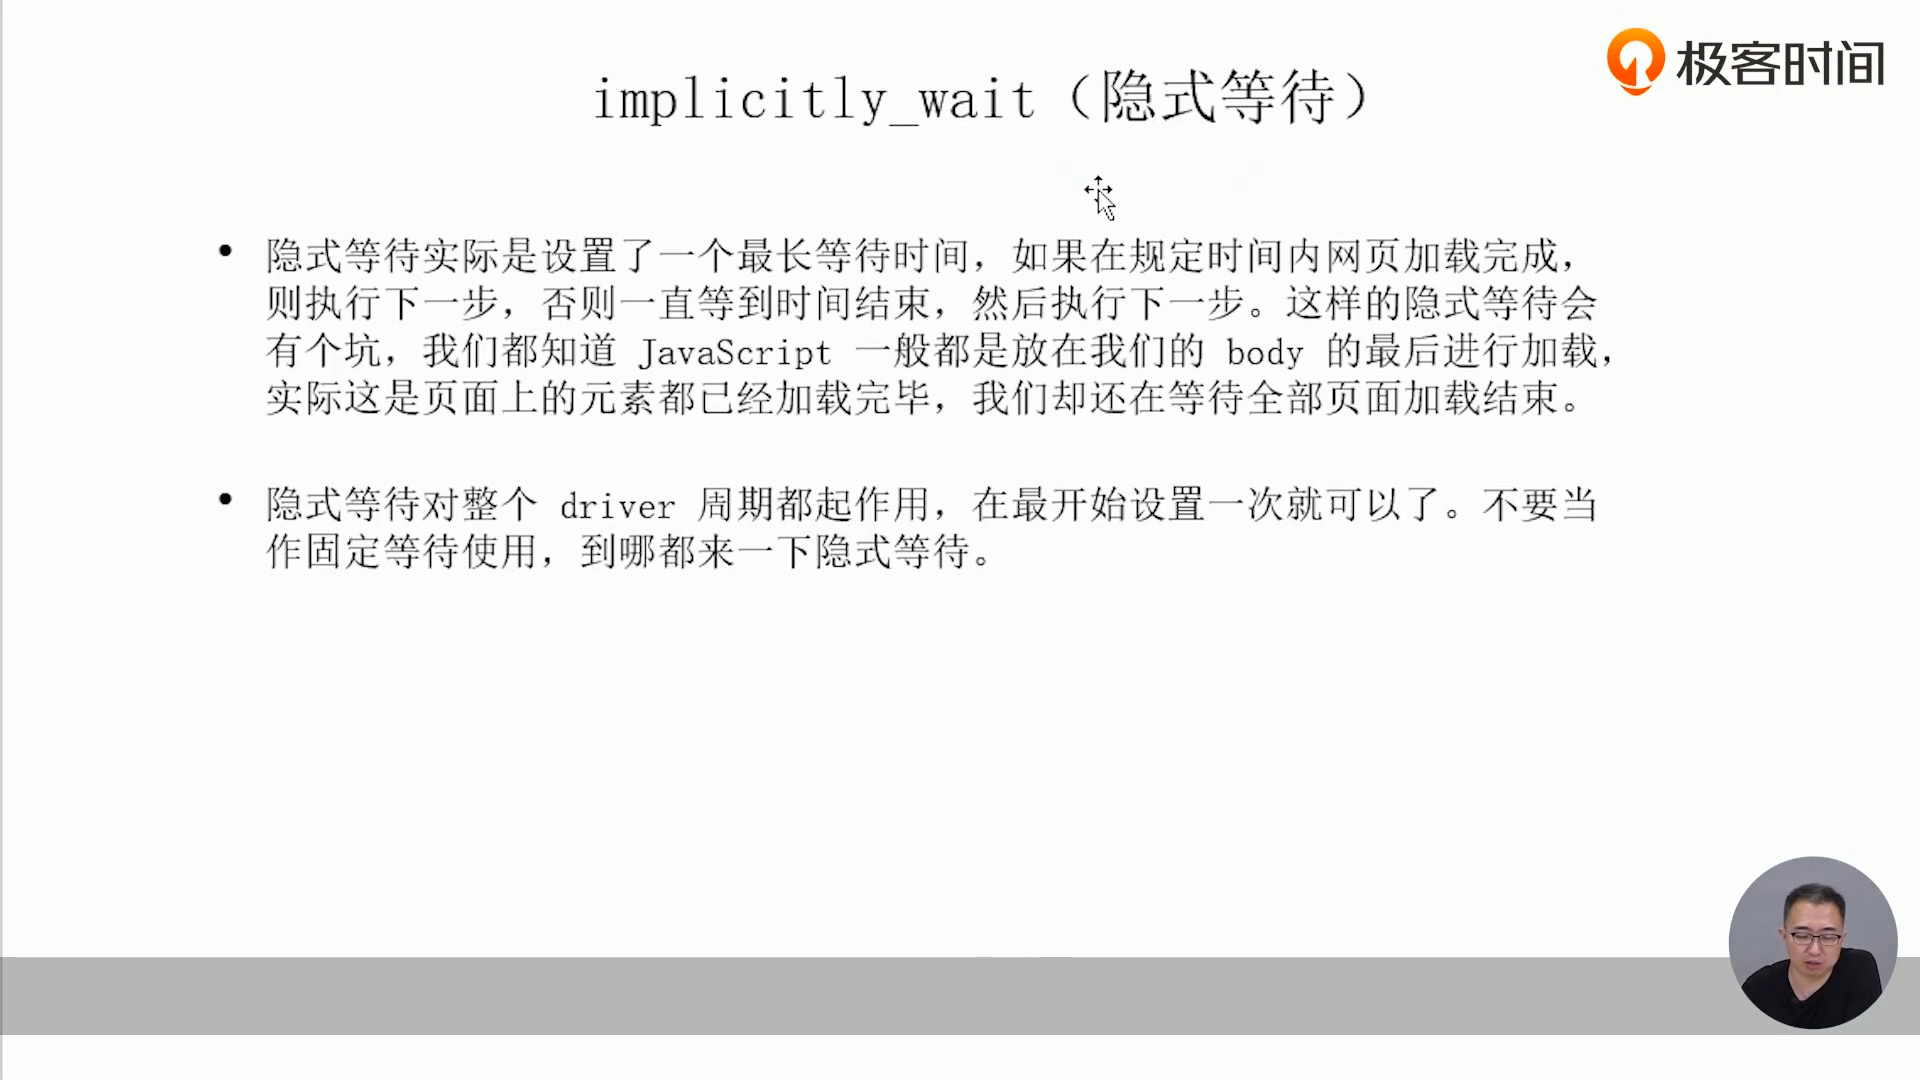 极客时间
implicitly_wait（隐式等待）
• 隐式等待实际是设置了一个最长等待时间，如果在规定时间内网页加载完成，
则执行下一步，否则一直等到时间结束，然后执行下一步。这样的隐式等待会
有个坑，我们都知道 JavaScript 一般都是放在我们的 body 的最后进行加载，
实际这是页面上的元素都已经加载完毕，我们却还在等待全部页面加载结束。
• 隐式等待对整个 driver 周期都起作用，在最开始设置一次就可以了。不要当
作固定等待使用，到哪都来一下隐式等待。